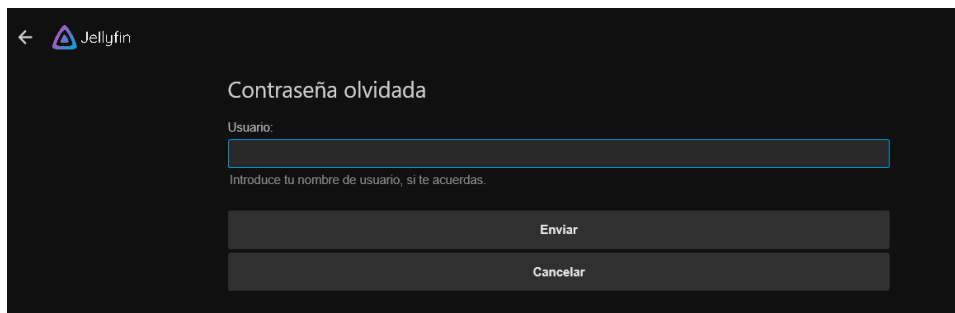 Jellyfin
Contraseña olvidada
Usuario:
Introduce tu nombre de usuario, si te acuerdas.
Enviar
Cancelar